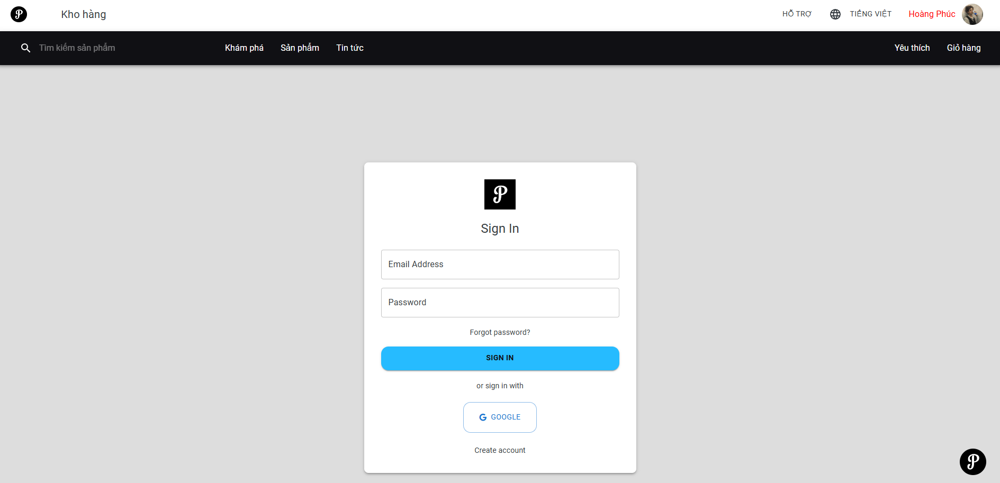 P
Kho hàng
HỖ TRỢ
TIẾNG VIỆT
Hoàng Phúc
Tìm kiếm sản phẩm
Khám phá
Sản phẩm
Tin tức
Yêu thích
Giỏ hàng
P
Sign In
Email Address
Password
Forgot password?
SIGN IN
or sign in with
G GOOGLE
Create account
P